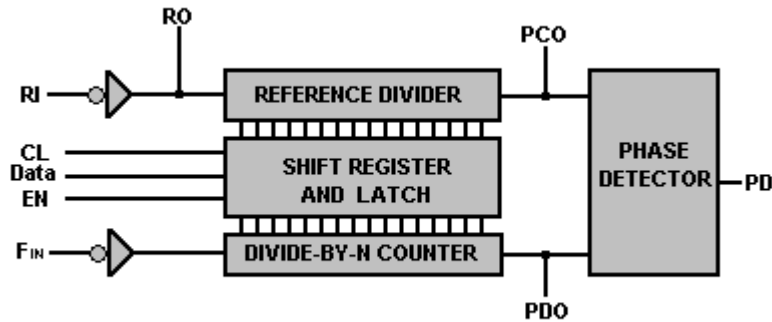 RO
PCO
RI
REFERENCE DIVIDER
CL
Data
EN
SHIFT REGISTER
AND LATCH
PHASE
DETECTOR
PD
FIN
DIVIDE-BY-N COUNTER
PDO